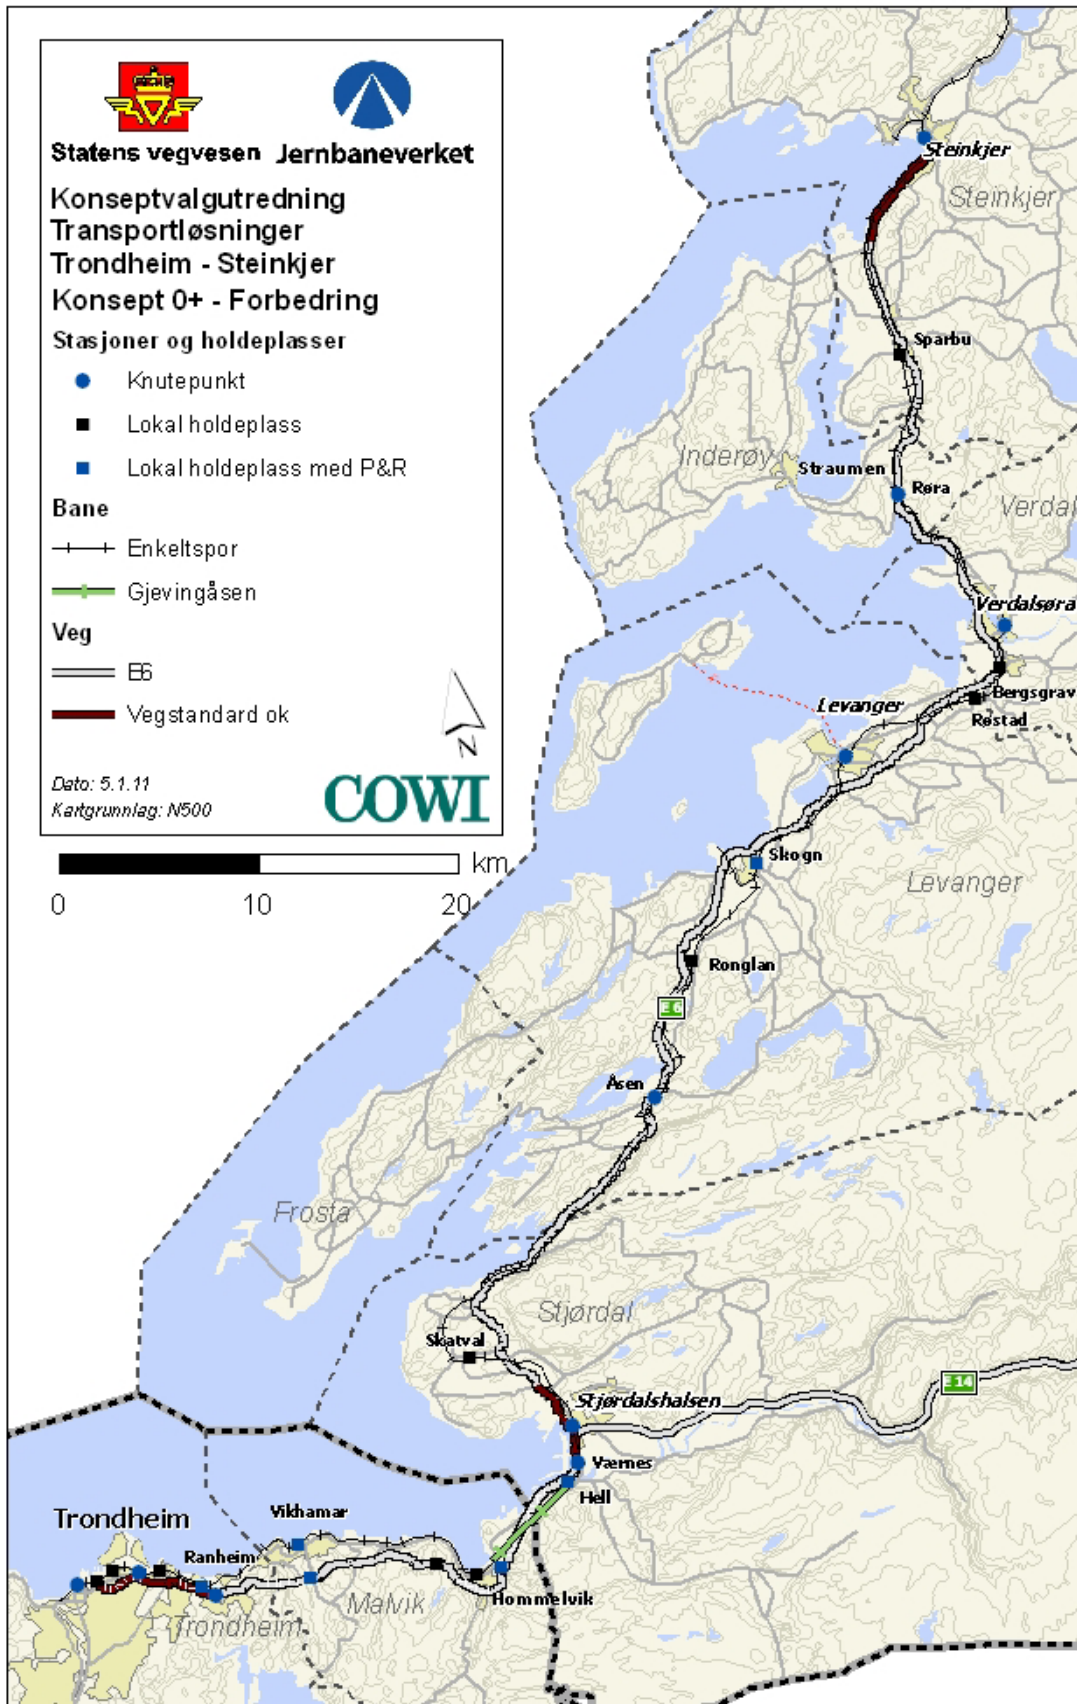 Statens vegvesen Jernbaneverket
Konseptvalgutredning
Transportløsninger
Trondheim - Steinkjer
Konsept 0+ - Forbedring
Stasjoner og holdeplasser
Knutepunkt
Lokal holdeplass
Lokal holdeplass med P&R
Bane
Enkeltspor
Gjevingåsen
Veg
E6
Vegstandard ok
N
Dato: 5.1.11
Kartgrunnlag: N500
COWI
km
0 10 20
Steinkjer
Steinkjer
Sparbu
Inderøy
Straumen
Røra
Verdal
Verdalsøra
Bergsgrav
Røstad
Levanger
Skogn
Levanger
Ronglan
E6
Åsen
Frosta
Stjørdal
Skatval
E14
Stjørdalshalsen
Værnes
Hell
Vikhamar
Trondheim
Ranheim
Hommelvik
Malvik
Trondheim